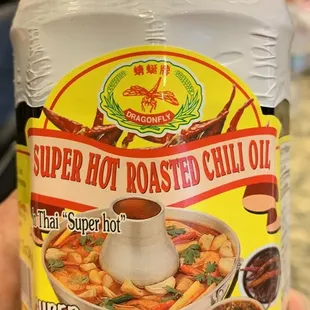 蜻蜓牌
DRAGONFLY
SUPER HOT ROASTED CHILI OIL
Thai "Super hot"